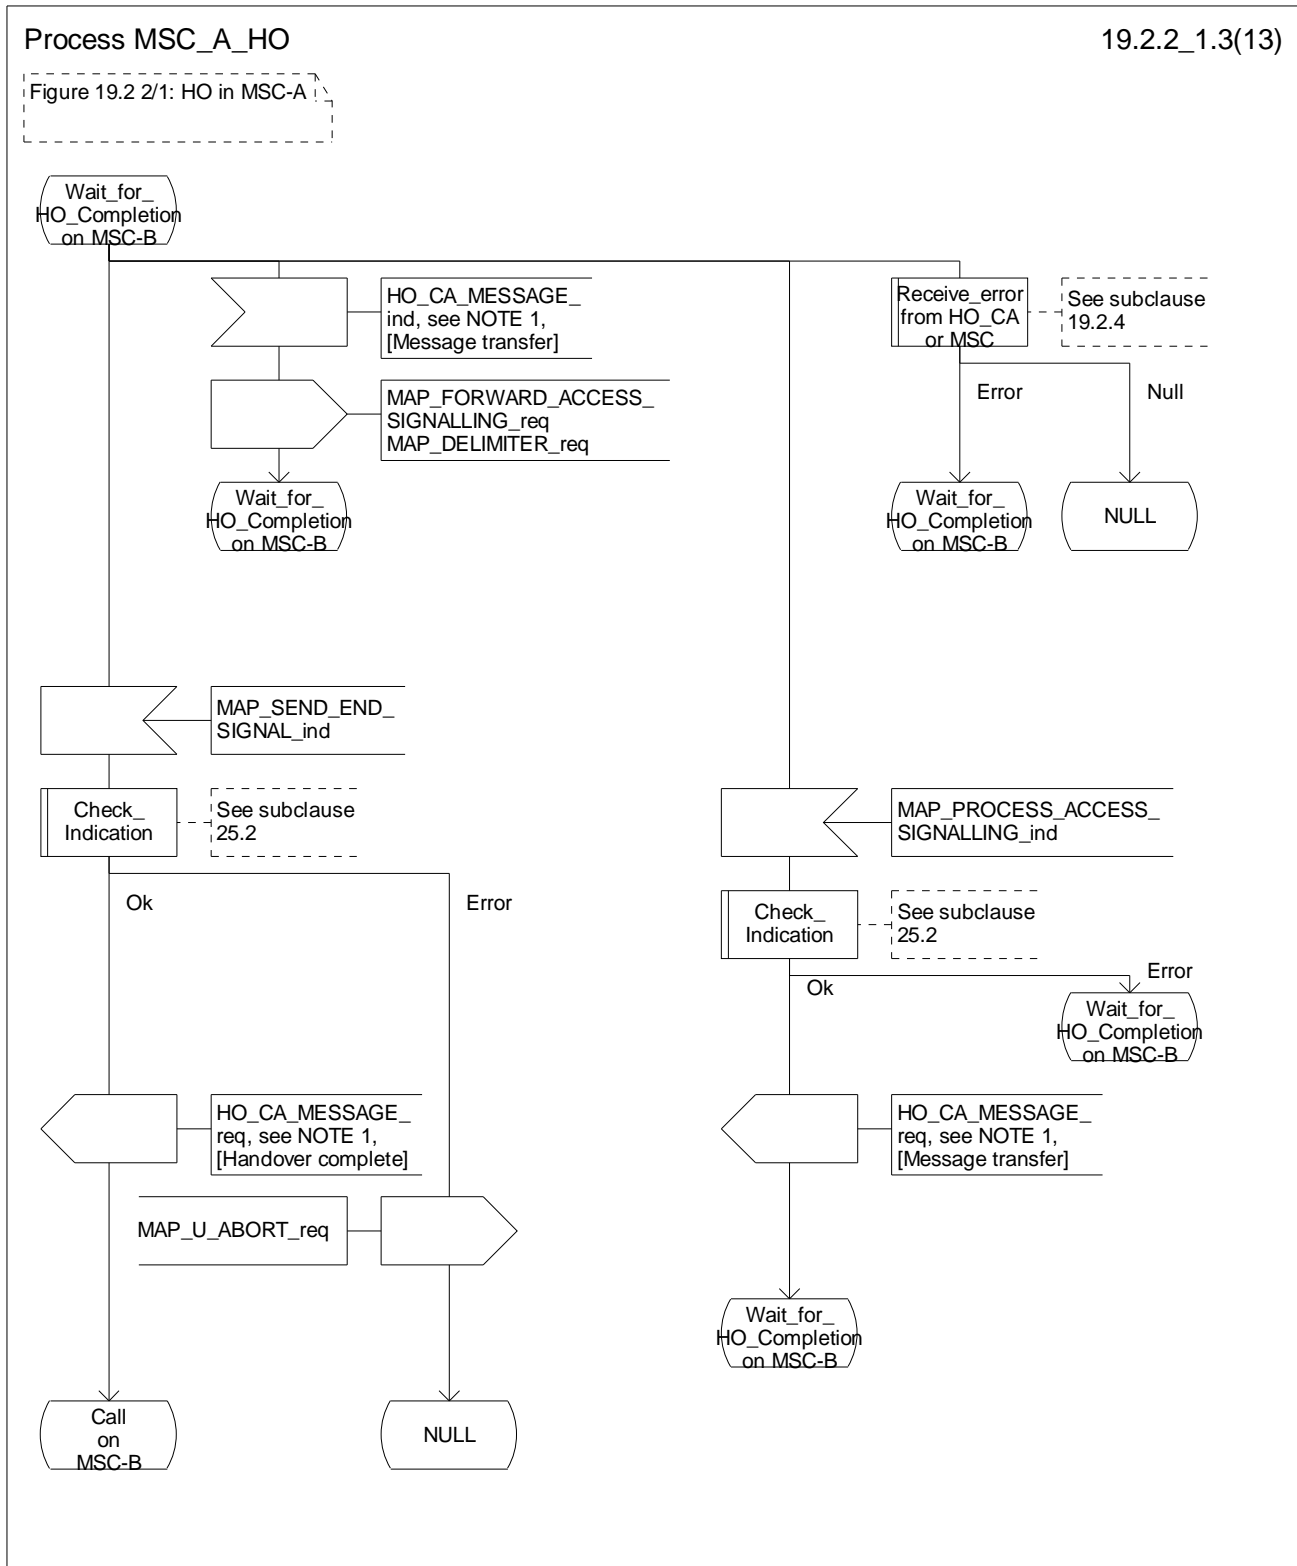 Process MSC_A_HO
19.2.2_1.3(13)
Figure 19.2 2/1: HO in MSC-A
Wait_for_
HO_Completion
on MSC-B
HO_CA_MESSAGE_
ind, see NOTE 1,
[Message transfer]
Receive_error
from HO_CA
or MSC
See subclause
19.2.4
MAP_FORWARD_ACCESS_
SIGNALLING_req
MAP_DELIMITER_req
Error
Null
Wait_for_
HO_Completion
on MSC-B
Wait_for_
HO_Completion
on MSC-B
NULL
MAP_SEND_END_
SIGNAL_ind
Check_
Indication
See subclause
25.2
MAP_PROCESS_ACCESS_
SIGNALLING_ind
Ok
Error
Check_
Indication
See subclause
25.2
Ok
Error
Wait_for_
HO_Completion
on MSC-B
HO_CA_MESSAGE_
req, see NOTE 1,
[Handover complete]
HO_CA_MESSAGE_
req, see NOTE 1,
[Message transfer]
MAP_U_ABORT_req
Wait_for_
HO_Completion
on MSC-B
Call
on
MSC-B
NULL